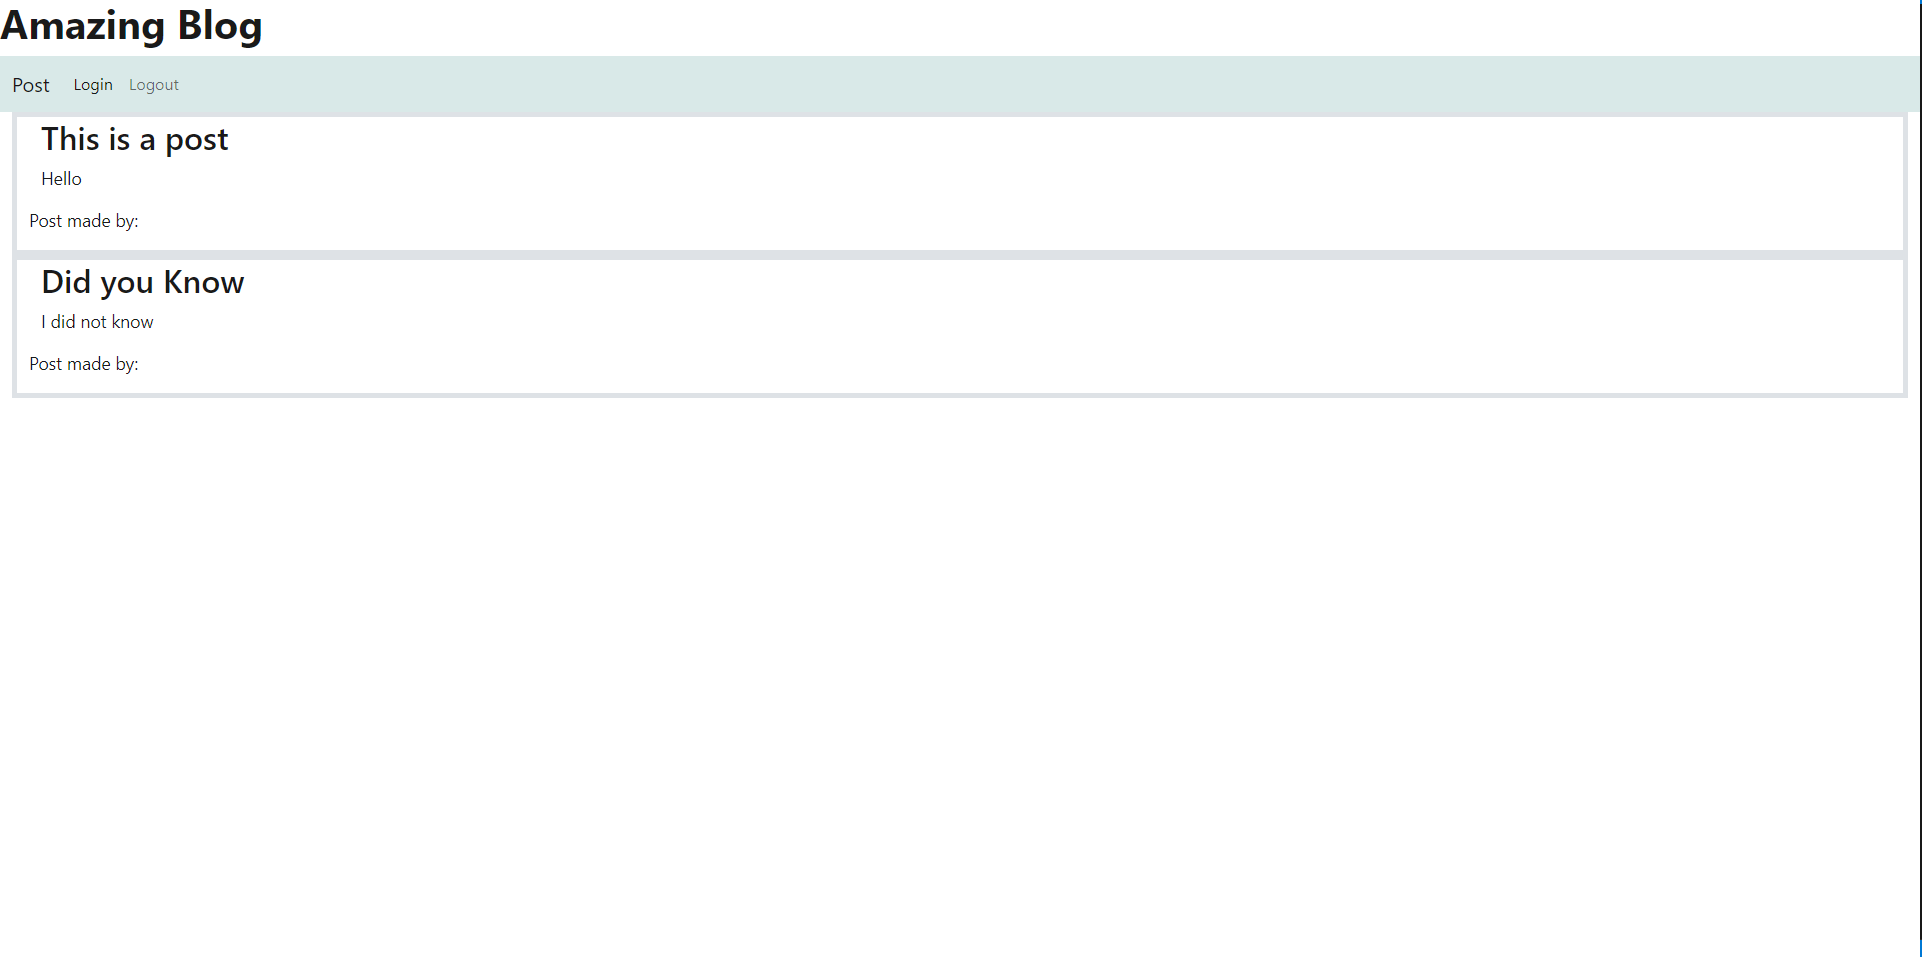 Amazing Blog
Post Login Logout
This is a post
Hello
Post made by:
Did you Know
I did not know
Post made by: